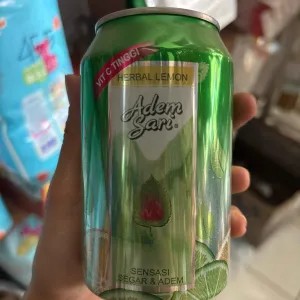 VIT C TINGGI
HERBAL LEMON
Adem
Sari®
SENSASI
SEGAR & ADEM